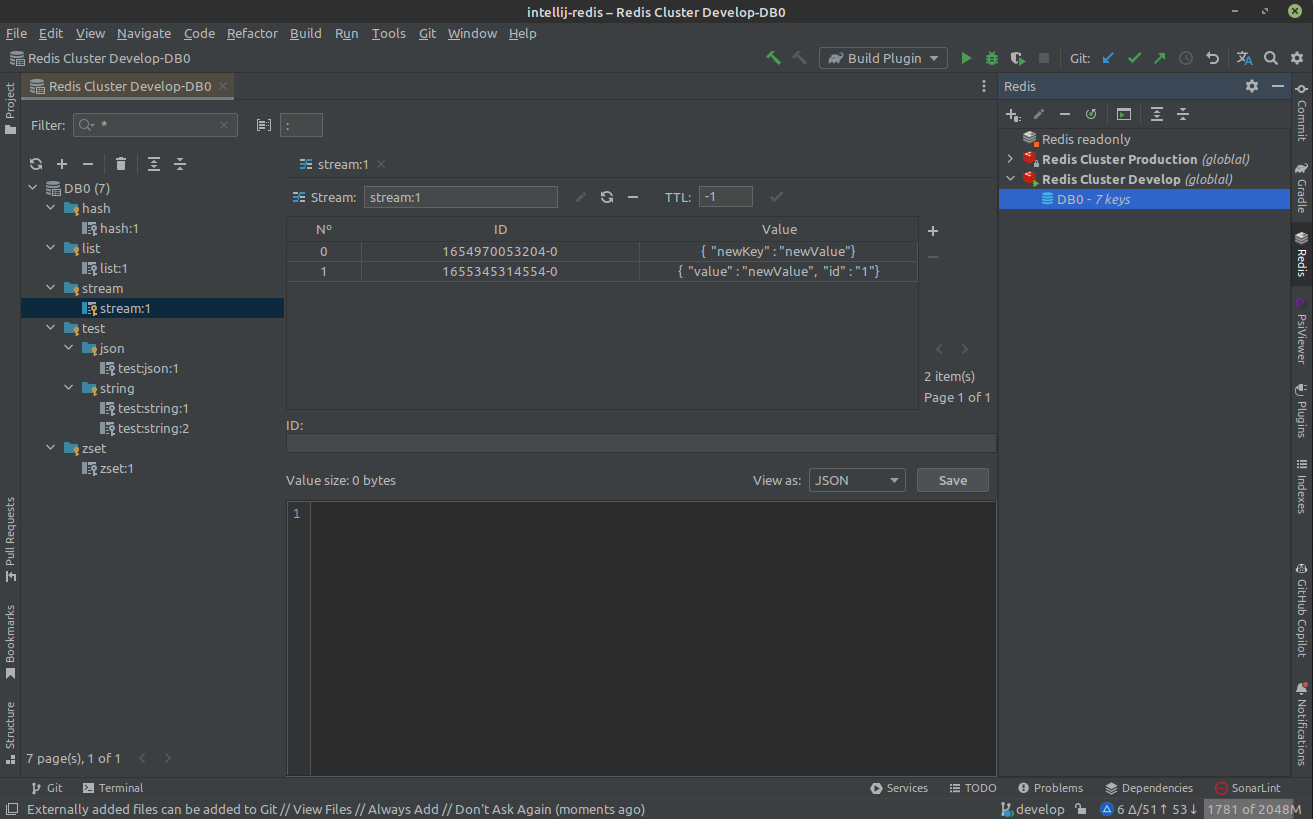 intellij-redis – Redis Cluster Develop-DB0
File Edit View Navigate Code Refactor Build Run Tools Git Window Help
Redis Cluster Develop-DB0
Build Plugin
Git:
Project
Redis Cluster Develop-DB0
Filter:
*
:
DB0 (7)
hash
hash:1
list
list:1
stream
stream:1
test
json
test:json:1
string
test:string:1
test:string:2
zset
zset:1
7 page(s), 1 of 1
stream:1
Stream: stream:1 TTL: -1
Nº ID Value
0 1654970053204-0 { "newKey" : "newValue"}
1 1655345314554-0 { "value" : "newValue", "id" : "1"}
2 item(s)
Page 1 of 1
ID:
Value size: 0 bytes View as: JSON Save
1
Redis
Redis readonly
Redis Cluster Production (globlal)
Redis Cluster Develop (globlal)
DB0 - 7 keys
Commit
Gradle
Redis
PsiViewer
Plugins
Indexes
GitHub Copilot
Notifications
Pull Requests
Bookmarks
Structure
Git Terminal Services TODO Problems Dependencies SonarLint
Externally added files can be added to Git // View Files // Always Add // Don't Ask Again (moments ago) develop 6 Δ/51↑ 53↓ 1781 of 2048M